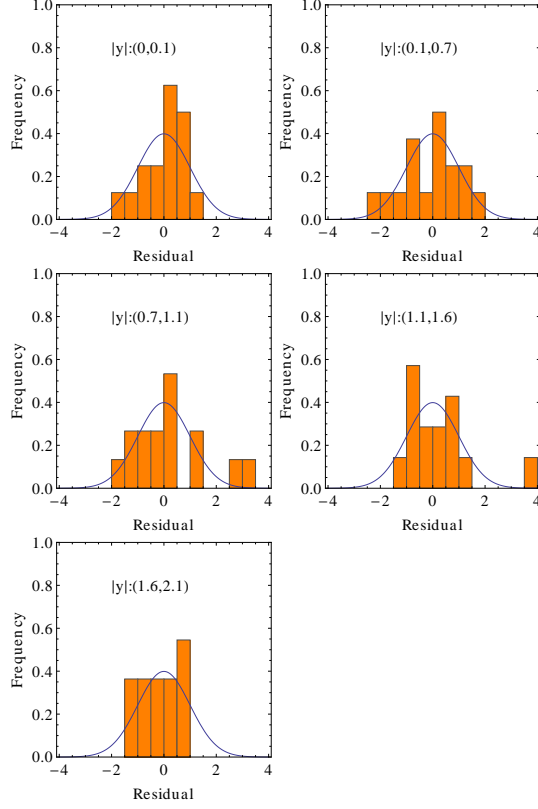 1.0
0.8
0.6
0.4
0.2
0.0
Frequency
|y|:(0,0.1)
−4 −2 0 2 4
Residual
1.0
0.8
0.6
0.4
0.2
0.0
Frequency
|y|:(0.1,0.7)
−4 −2 0 2 4
Residual
1.0
0.8
0.6
0.4
0.2
0.0
Frequency
|y|:(0.7,1.1)
−4 −2 0 2 4
Residual
1.0
0.8
0.6
0.4
0.2
0.0
Frequency
|y|:(1.1,1.6)
−4 −2 0 2 4
Residual
1.0
0.8
0.6
0.4
0.2
0.0
Frequency
|y|:(1.6,2.1)
−4 −2 0 2 4
Residual